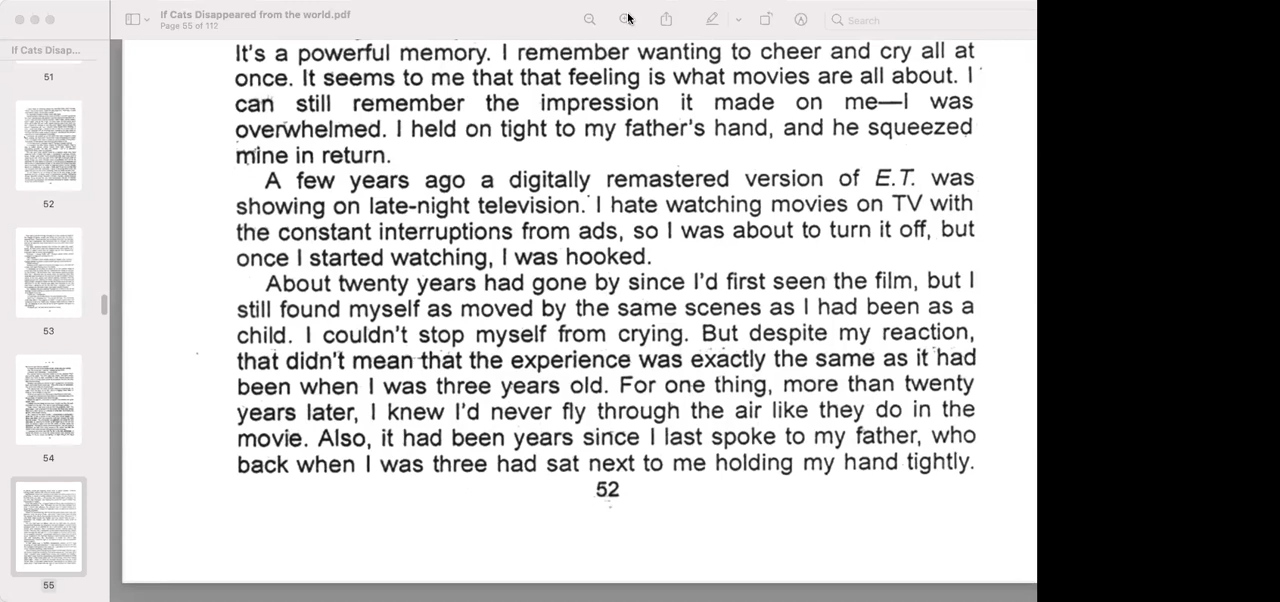 If Cats Disappeared from the world.pdf
Page 55 of 112
Search
If Cats Disap...
51
52
53
54
55
It's a powerful memory. I remember wanting to cheer and cry all at
once. It seems to me that that feeling is what movies are all about. I
can still remember the impression it made on me—I was
overwhelmed. I held on tight to my father's hand, and he squeezed
mine in return.
A few years ago a digitally remastered version of E.T. was
showing on late-night television. I hate watching movies on TV with
the constant interruptions from ads, so I was about to turn it off, but
once I started watching, I was hooked.
About twenty years had gone by since I'd first seen the film, but I
still found myself as moved by the same scenes as I had been as a
child. I couldn't stop myself from crying. But despite my reaction,
that didn't mean that the experience was exactly the same as it had
been when I was three years old. For one thing, more than twenty
years later, I knew I'd never fly through the air like they do in the
movie. Also, it had been years since I last spoke to my father, who
back when I was three had sat next to me holding my hand tightly.
52